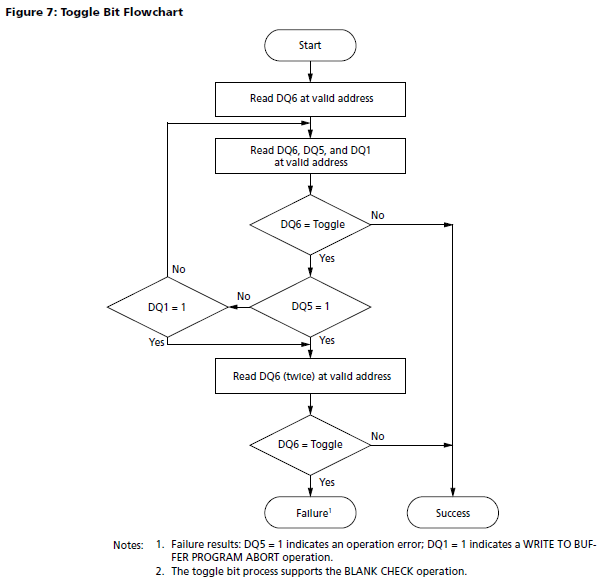 Figure 7: Toggle Bit Flowchart
Start
Read DQ6 at valid address
Read DQ6, DQ5, and DQ1
at valid address
DQ6 = Toggle
No
Yes
No
DQ1 = 1
No
DQ5 = 1
Yes
Yes
Read DQ6 (twice) at valid address
DQ6 = Toggle
No
Yes
Failure1
Success
Notes: 1. Failure results: DQ5 = 1 indicates an operation error; DQ1 = 1 indicates a WRITE TO BUF-
FER PROGRAM ABORT operation.
2. The toggle bit process supports the BLANK CHECK operation.